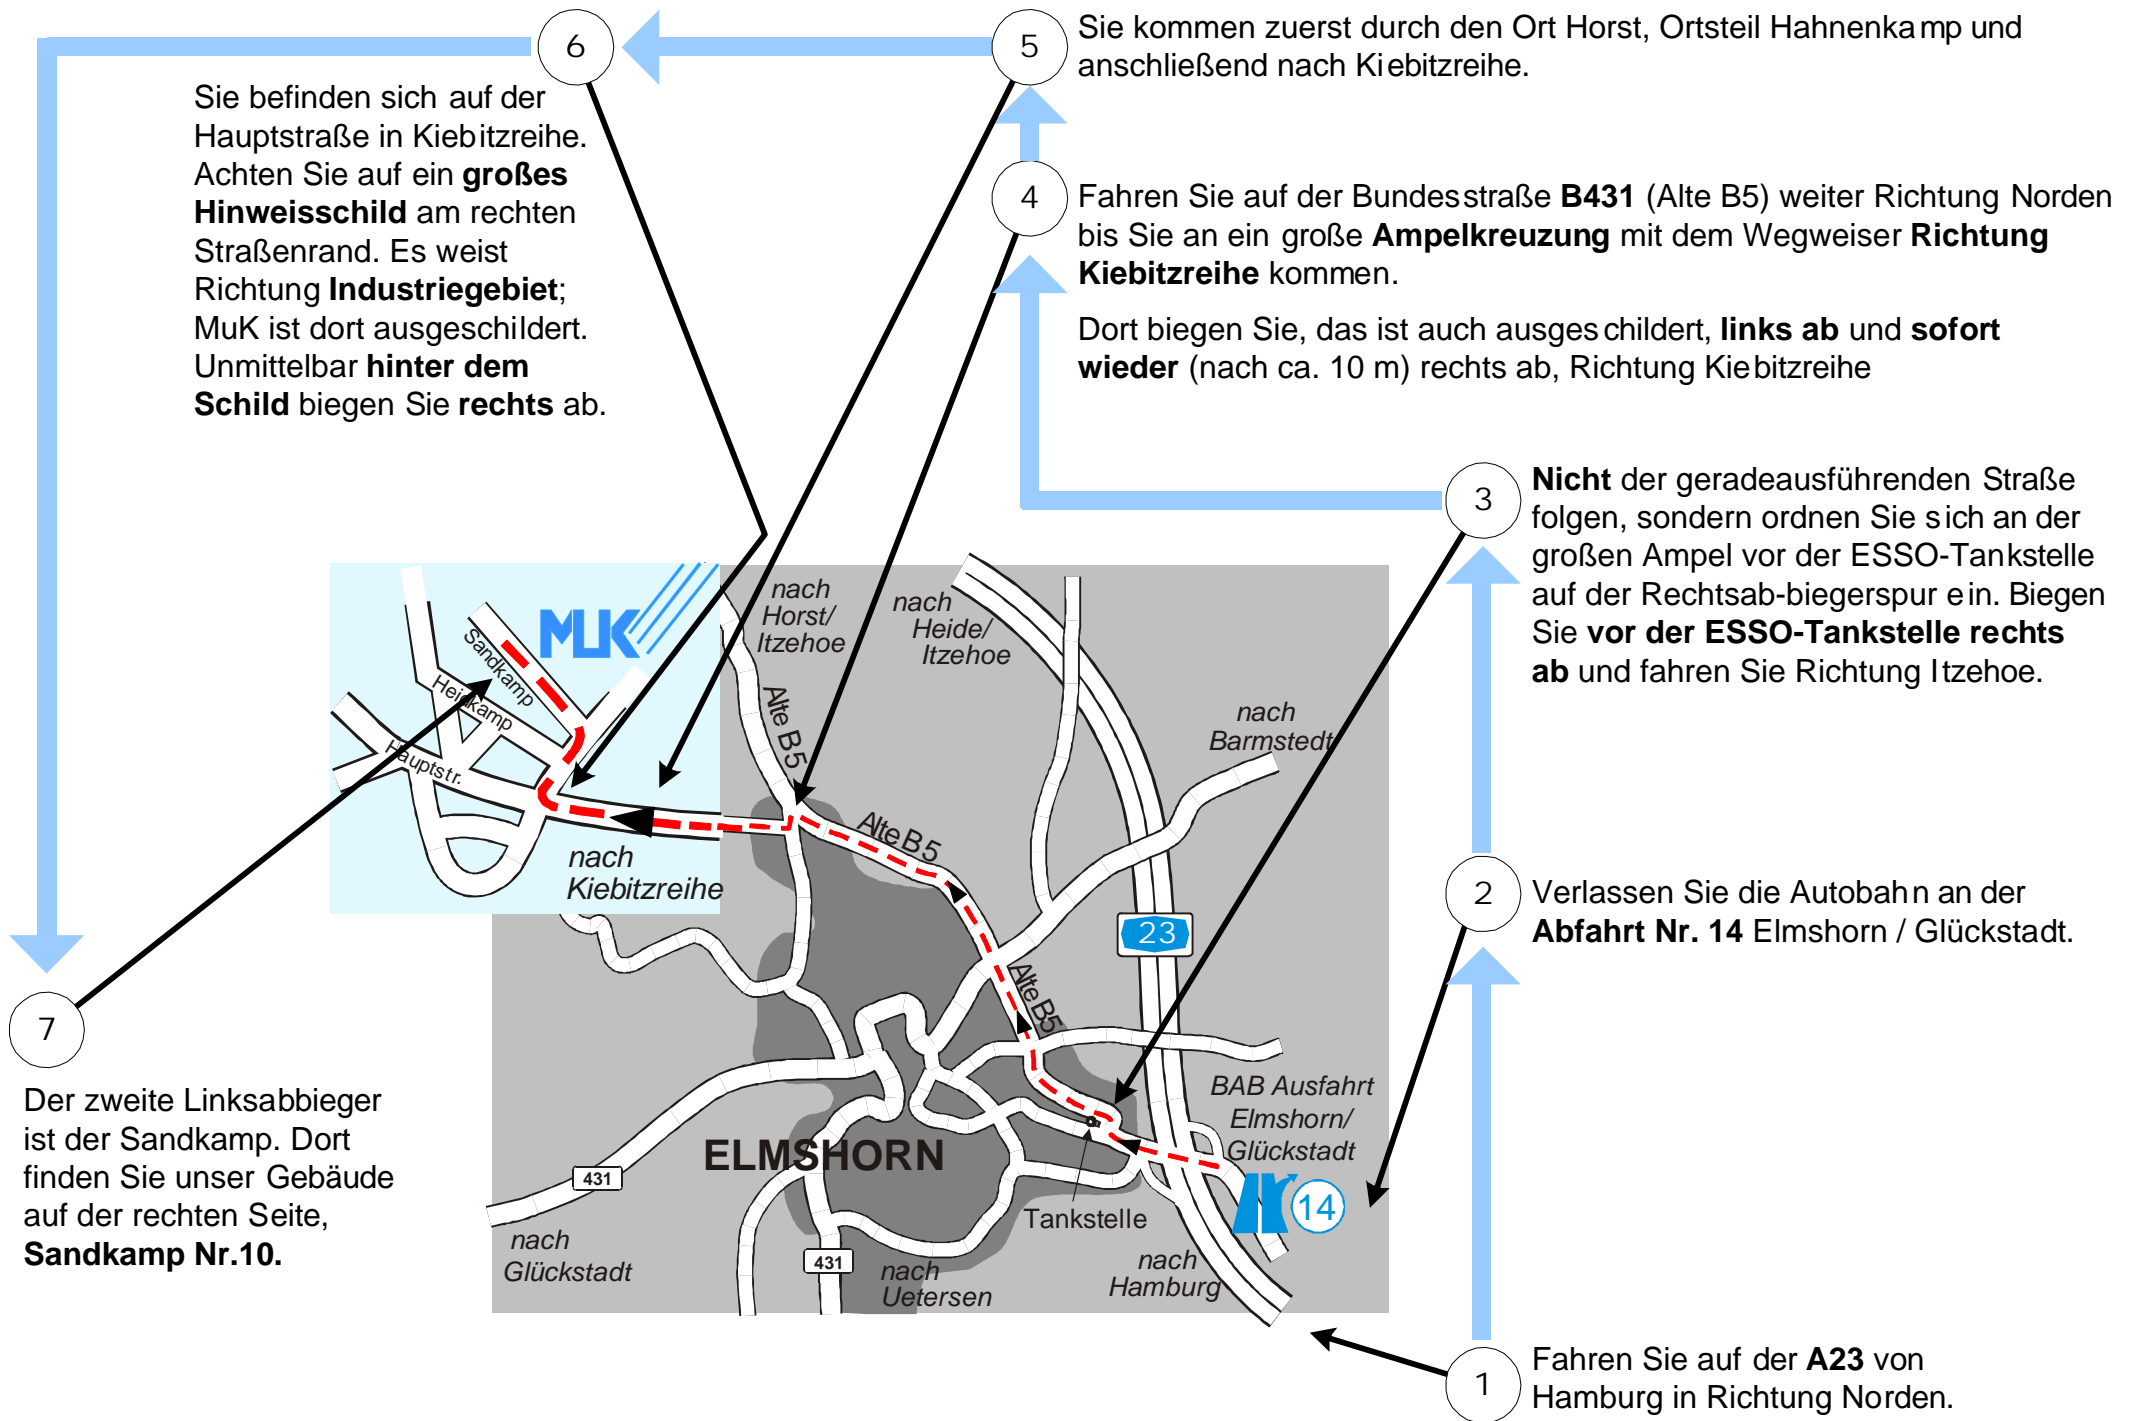 6
5
Sie kommen zuerst durch den Ort Horst, Ortsteil Hahnenkamp und
anschließend nach Kiebitzreihe.
Sie befinden sich auf der
Hauptstraße in Kiebitzreihe.
Achten Sie auf ein großes
Hinweisschild am rechten
Straßenrand. Es weist
Richtung Industriegebiet;
MuK ist dort ausgeschildert.
Unmittelbar hinter dem
Schild biegen Sie rechts ab.
4
Fahren Sie auf der Bundesstraße B431 (Alte B5) weiter Richtung Norden
bis Sie an ein große Ampelkreuzung mit dem Wegweiser Richtung
Kiebitzreihe kommen.
Dort biegen Sie, das ist auch ausgeschildert, links ab und sofort
wieder (nach ca. 10 m) rechts ab, Richtung Kiebitzreihe
3
Nicht der geradeausführenden Straße
folgen, sondern ordnen Sie sich an der
großen Ampel vor der ESSO-Tankstelle
auf der Rechtsab-biegerspur ein. Biegen
Sie vor der ESSO-Tankstelle rechts
ab und fahren Sie Richtung Itzehoe.
MUK
Sandkamp
Heidkamp
Hauptstr.
nach
Kiebitzreihe
nach
Horst/
Itzehoe
nach
Heide/
Itzehoe
nach
Barmstedt
Alte B5
Alte B5
Alte B5
23
2
Verlassen Sie die Autobahn an der
Abfahrt Nr. 14 Elmshorn / Glückstadt.
BAB Ausfahrt
Elmshorn/
Glückstadt
14
ELMSHORN
431
Tankstelle
nach
Glückstadt
431
nach
Uetersen
nach
Hamburg
7
Der zweite Linksabbieger
ist der Sandkamp. Dort
finden Sie unser Gebäude
auf der rechten Seite,
Sandkamp Nr.10.
1
Fahren Sie auf der A23 von
Hamburg in Richtung Norden.